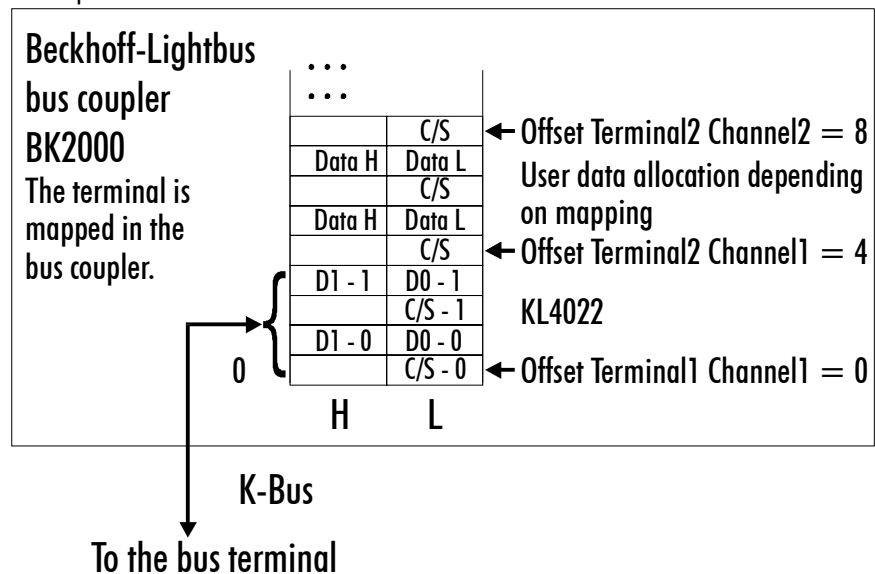 Beckhoff-Lightbus
bus coupler
BK2000
The terminal is
mapped in the
bus coupler.
...
...
C/S
Data H Data L
C/S
Data H Data L
C/S
D1 - 1 D0 - 1
C/S - 1
D1 - 0 D0 - 0
0 C/S - 0
H L
Offset Terminal2 Channel2 = 8
User data allocation depending
on mapping
Offset Terminal2 Channel1 = 4
KL4022
Offset Terminal1 Channel1 = 0
K-Bus
To the bus terminal